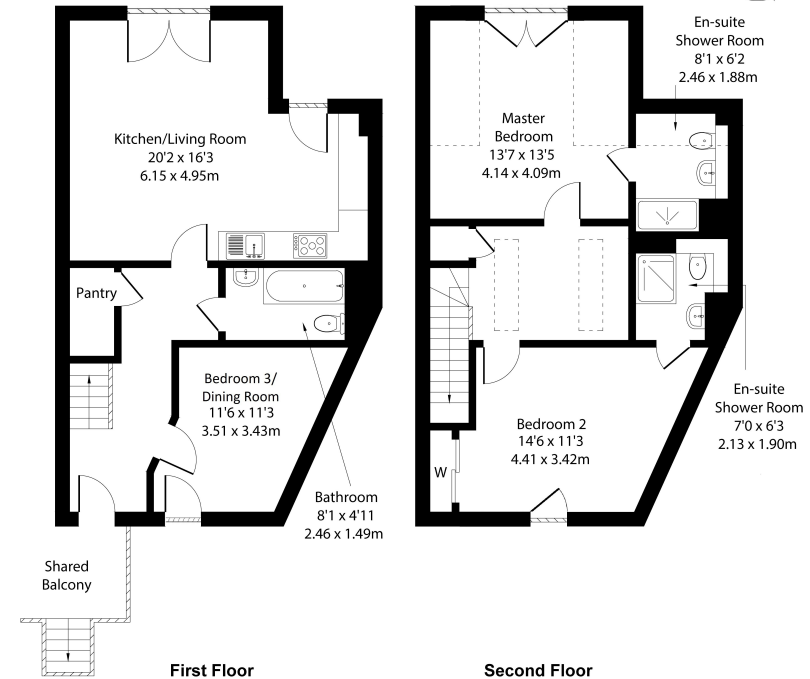 En-suite
Shower Room
8'1 x 6'2
2.46 x 1.88m
Kitchen/Living Room
20'2 x 16'3
6.15 x 4.95m
Master
Bedroom
13'7 x 13'5
4.14 x 4.09m
Pantry
Bedroom 3/
Dining Room
11'6 x 11'3
3.51 x 3.43m
Bathroom
8'1 x 4'11
2.46 x 1.49m
Bedroom 2
14'6 x 11'3
4.41 x 3.42m
W
En-suite
Shower Room
7'0 x 6'3
2.13 x 1.90m
Shared
Balcony
First Floor
Second Floor